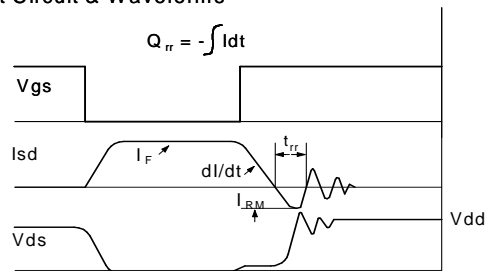 t Circuit & Waveforms
Q rr = - ∫ Idt
Vgs
Isd
I F
dI/dt
t rr
I RM
Vdd
Vds